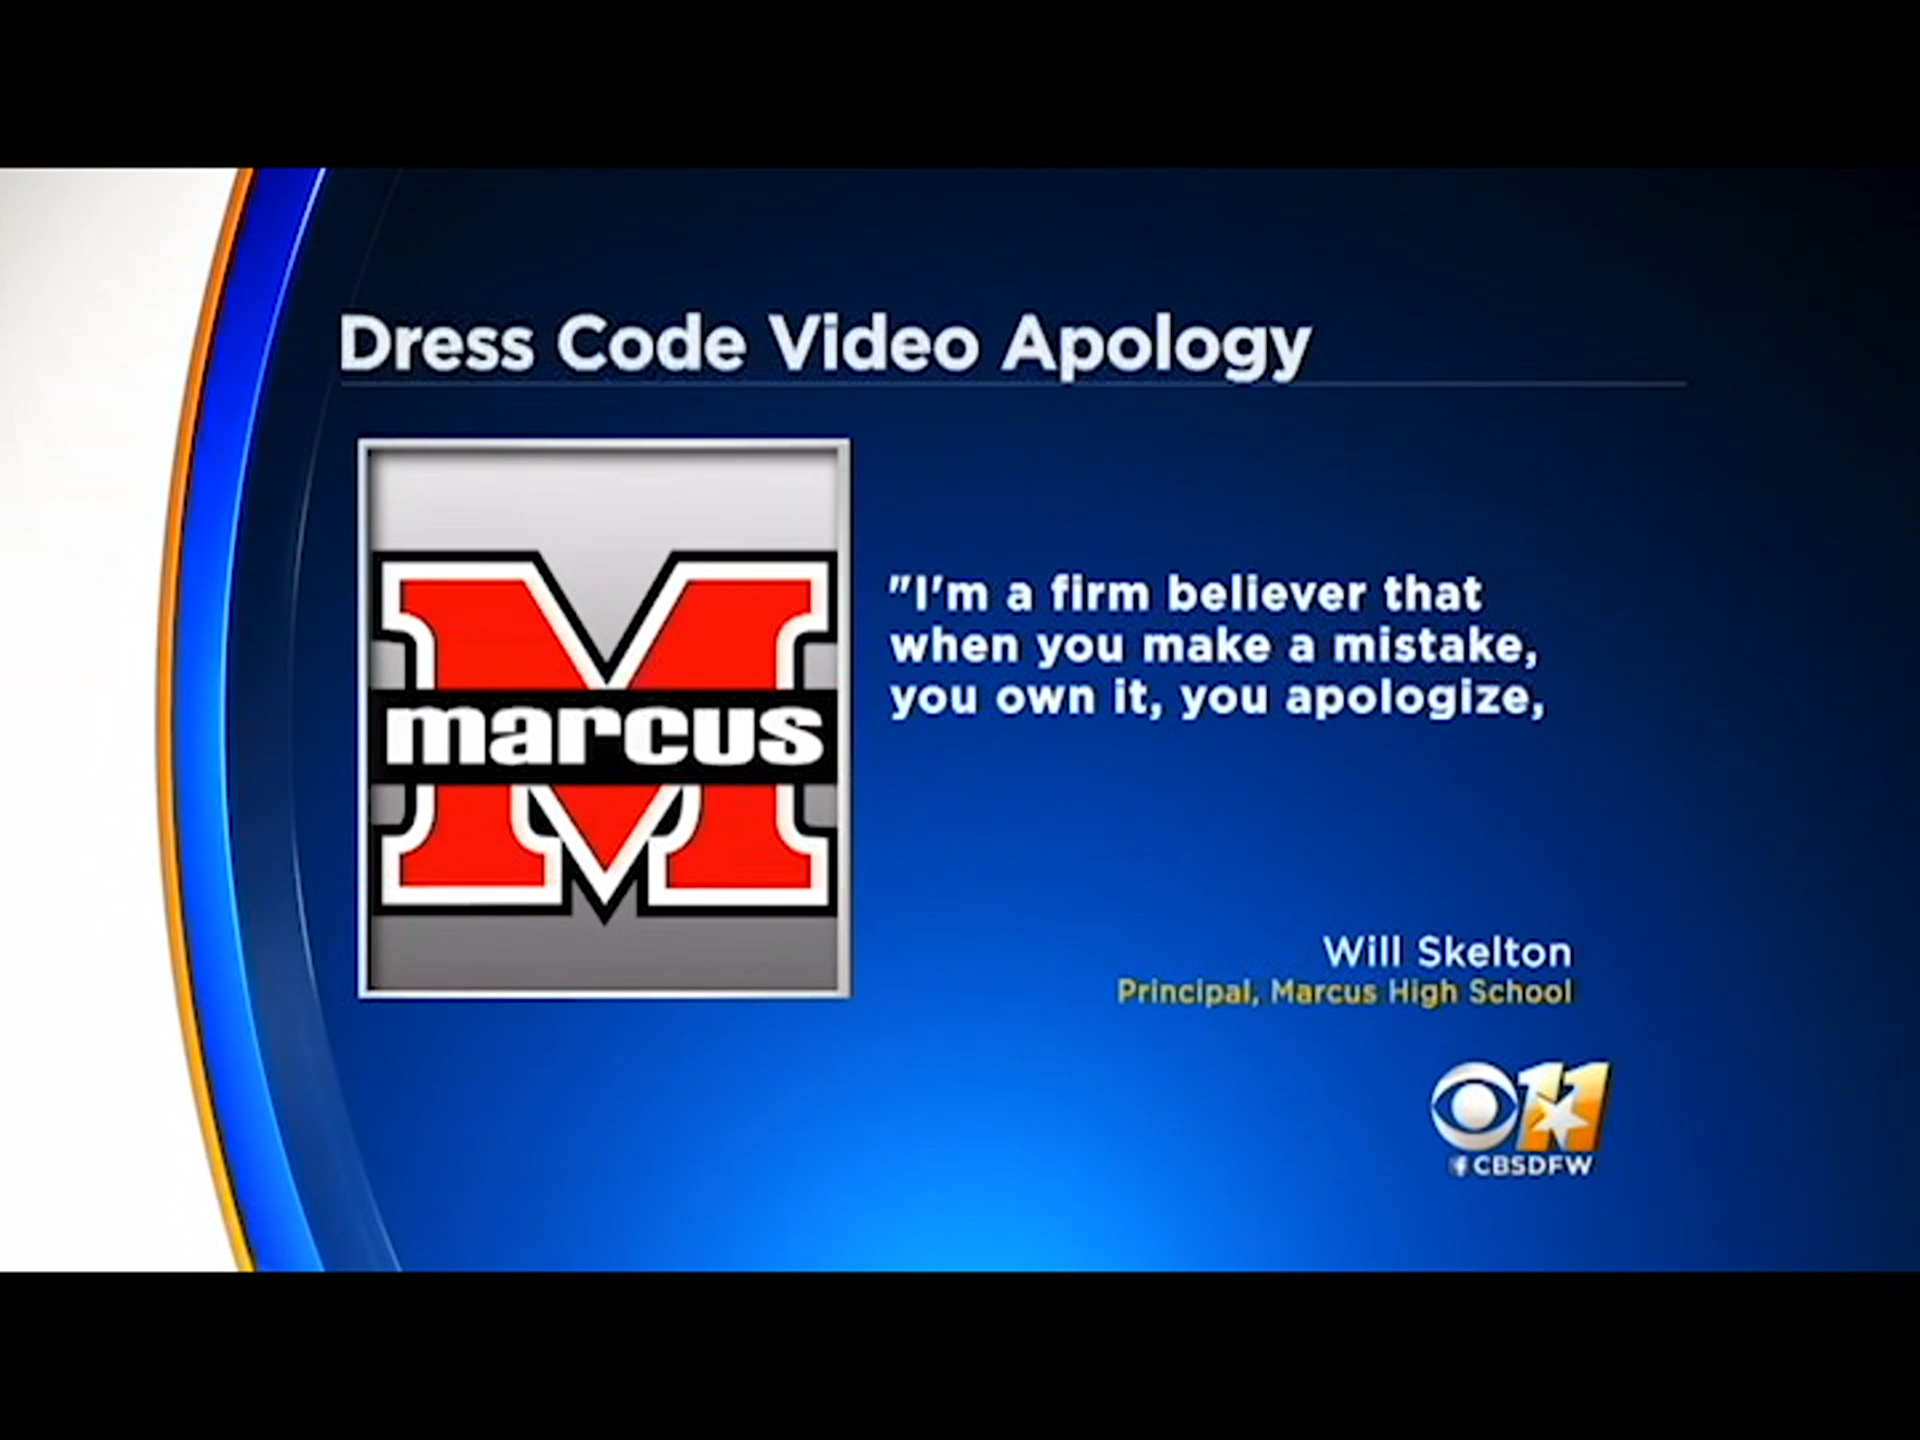 Dress Code Video Apology
marcus
"I'm a firm believer that
when you make a mistake,
you own it, you apologize,
Will Skelton
Principal, Marcus High School
11
f CBSDFW